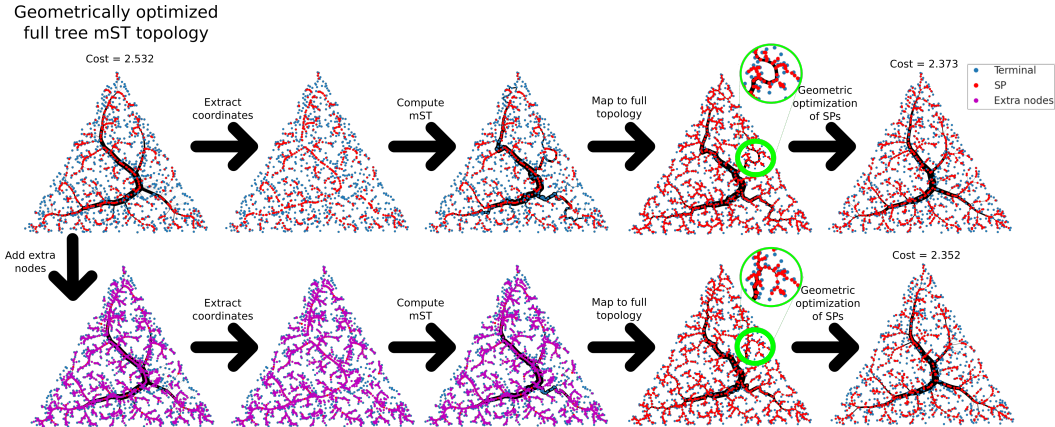 Geometrically optimized
full tree mST topology
Cost = 2.532
Extract
coordinates
Compute
mST
Map to full
topology
Geometric
optimization
of SPs
Cost = 2.373
Terminal
SP
Extra nodes
Add extra
nodes
Extract
coordinates
Compute
mST
Map to full
topology
Geometric
optimization
of SPs
Cost = 2.352